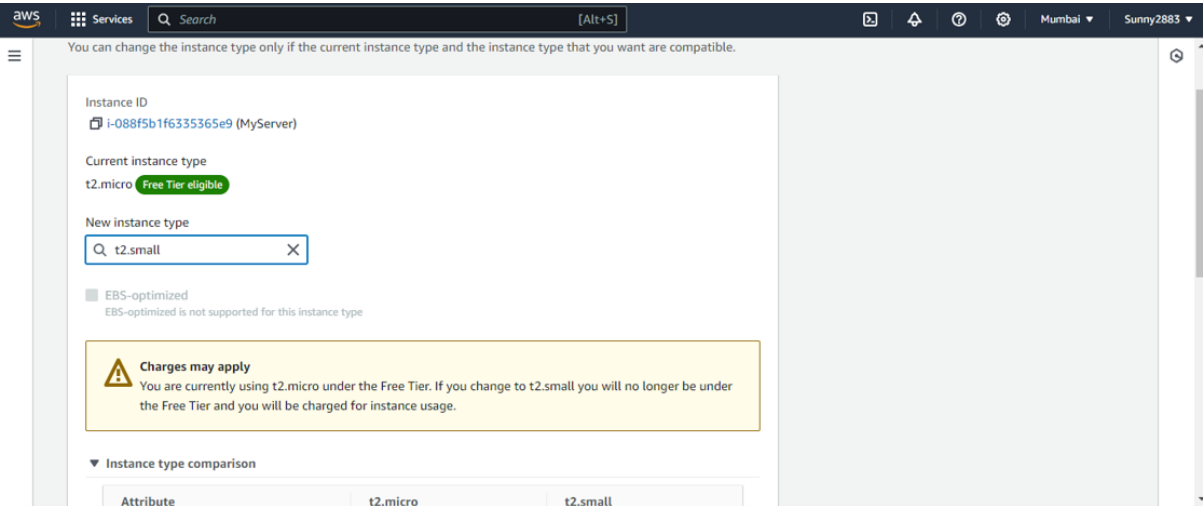 aws
Services
Search
[Alt+S]
Mumbai
Sunny2883
You can change the instance type only if the current instance type and the instance type that you want are compatible.
Instance ID
i-088f5b1f6335365e9 (MyServer)
Current instance type
t2.micro Free Tier eligible
New instance type
t2.small
EBS-optimized
EBS-optimized is not supported for this instance type
Charges may apply
You are currently using t2.micro under the Free Tier. If you change to t2.small you will no longer be under
the Free Tier and you will be charged for instance usage.
Instance type comparison
Attribute
t2.micro
t2.small